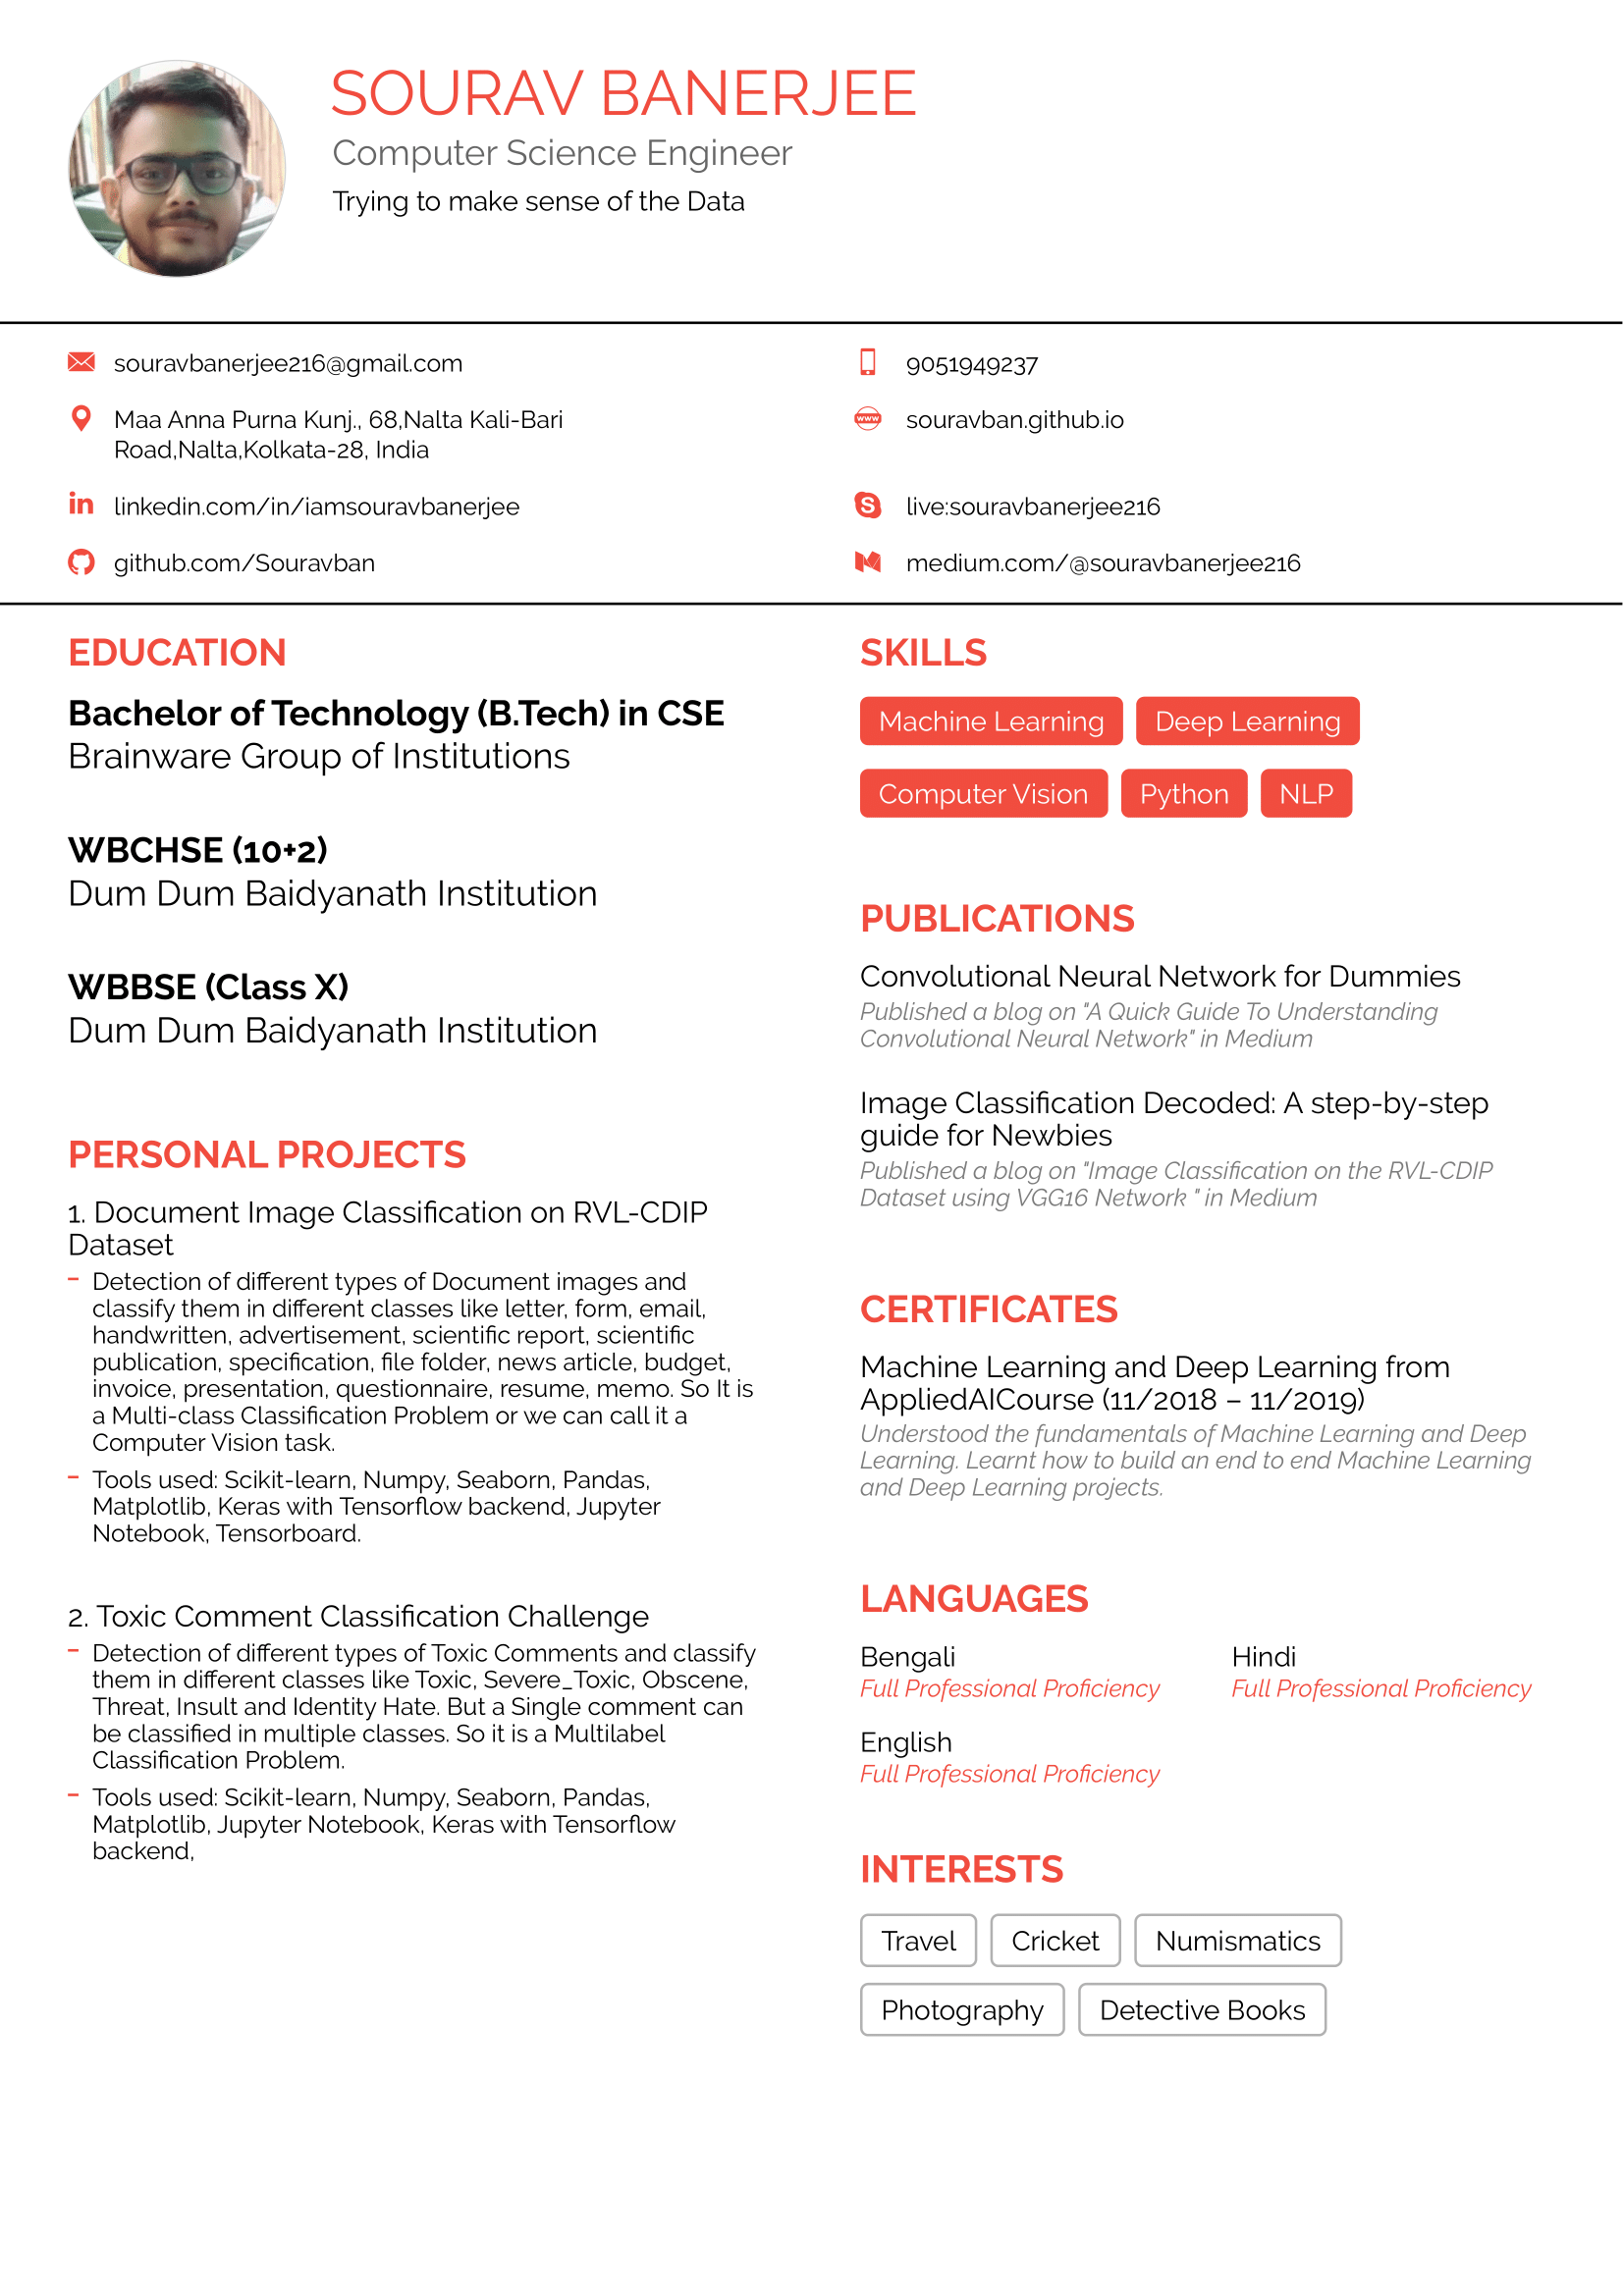 SOURAV BANERJEE
Computer Science Engineer
Trying to make sense of the Data
souravbanerjee216@gmail.com
9051949237
Maa Anna Purna Kunj., 68,Nalta Kali-Bari
Road,Nalta,Kolkata-28, India
souravban.github.io
linkedin.com/in/iamsouravbanerjee
live:souravbanerjee216
github.com/Souravban
medium.com/@souravbanerjee216
EDUCATION
Bachelor of Technology (B.Tech) in CSE
Brainware Group of Institutions
WBCHSE (10+2)
Dum Dum Baidyanath Institution
WBBSE (Class X)
Dum Dum Baidyanath Institution
PERSONAL PROJECTS
1. Document Image Classification on RVL-CDIP
Dataset
– Detection of different types of Document images and
classify them in different classes like letter, form, email,
handwritten, advertisement, scientific report, scientific
publication, specification, file folder, news article, budget,
invoice, presentation, questionnaire, resume, memo. So It is
a Multi-class Classification Problem or we can call it a
Computer Vision task.
– Tools used: Scikit-learn, Numpy, Seaborn, Pandas,
Matplotlib, Keras with Tensorflow backend, Jupyter
Notebook, Tensorboard.
2. Toxic Comment Classification Challenge
– Detection of different types of Toxic Comments and classify
them in different classes like Toxic, Severe_Toxic, Obscene,
Threat, Insult and Identity Hate. But a Single comment can
be classified in multiple classes. So it is a Multilabel
Classification Problem.
– Tools used: Scikit-learn, Numpy, Seaborn, Pandas,
Matplotlib, Jupyter Notebook, Keras with Tensorflow
backend,
SKILLS
Machine Learning Deep Learning
Computer Vision Python NLP
PUBLICATIONS
Convolutional Neural Network for Dummies
Published a blog on "A Quick Guide To Understanding
Convolutional Neural Network" in Medium
Image Classification Decoded: A step-by-step
guide for Newbies
Published a blog on "Image Classification on the RVL-CDIP
Dataset using VGG16 Network " in Medium
CERTIFICATES
Machine Learning and Deep Learning from
AppliedAICourse (11/2018 – 11/2019)
Understood the fundamentals of Machine Learning and Deep
Learning. Learnt how to build an end to end Machine Learning
and Deep Learning projects.
LANGUAGES
Bengali
Full Professional Proficiency
Hindi
Full Professional Proficiency
English
Full Professional Proficiency
INTERESTS
Travel Cricket Numismatics
Photography Detective Books